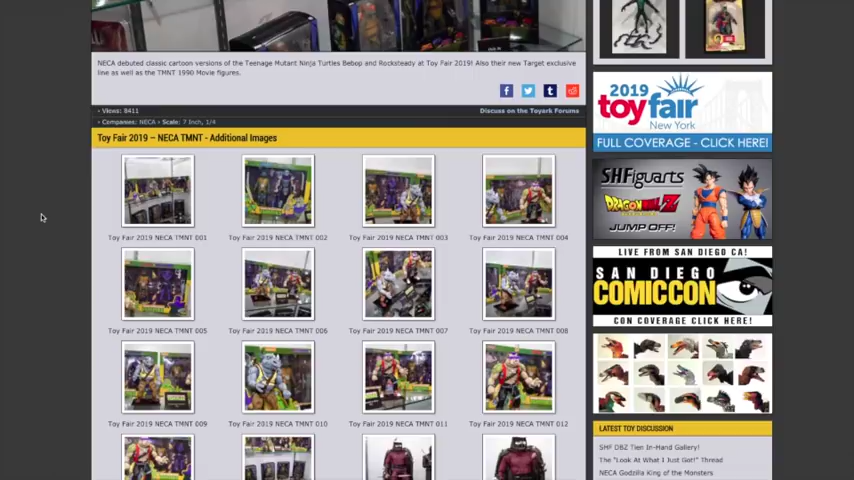 NECA debuted classic cartoon versions of the Teenage Mutant Ninja Turtles Bebop and Rocksteady at Toy Fair 2019! Also their new Target exclusive
line as well as the TMNT 1990 Movie figures.
• Views: 8411
Discuss on the Toyark Forums
• Companies: NECA • Scale: 7 Inch, 1/4
Toy Fair 2019 – NECA TMNT - Additional Images
Toy Fair 2019 NECA TMNT 001
Toy Fair 2019 NECA TMNT 002
Toy Fair 2019 NECA TMNT 003
Toy Fair 2019 NECA TMNT 004
Toy Fair 2019 NECA TMNT 005
Toy Fair 2019 NECA TMNT 006
Toy Fair 2019 NECA TMNT 007
Toy Fair 2019 NECA TMNT 008
Toy Fair 2019 NECA TMNT 009
Toy Fair 2019 NECA TMNT 010
Toy Fair 2019 NECA TMNT 011
Toy Fair 2019 NECA TMNT 012
2019
toyfair
New York
FULL COVERAGE - CLICK HERE!
SHFiguarts
DRAGONBALL Z
JUMP OFF!
LIVE FROM SAN DIEGO CA!
SAN DIEGO
COMICCON
CON COVERAGE CLICK HERE!
LATEST TOY DISCUSSION
SHF DBZ Tien In-Hand Gallery!
The "Look At What I Just Got!" Thread
NECA Godzilla King of the Monsters